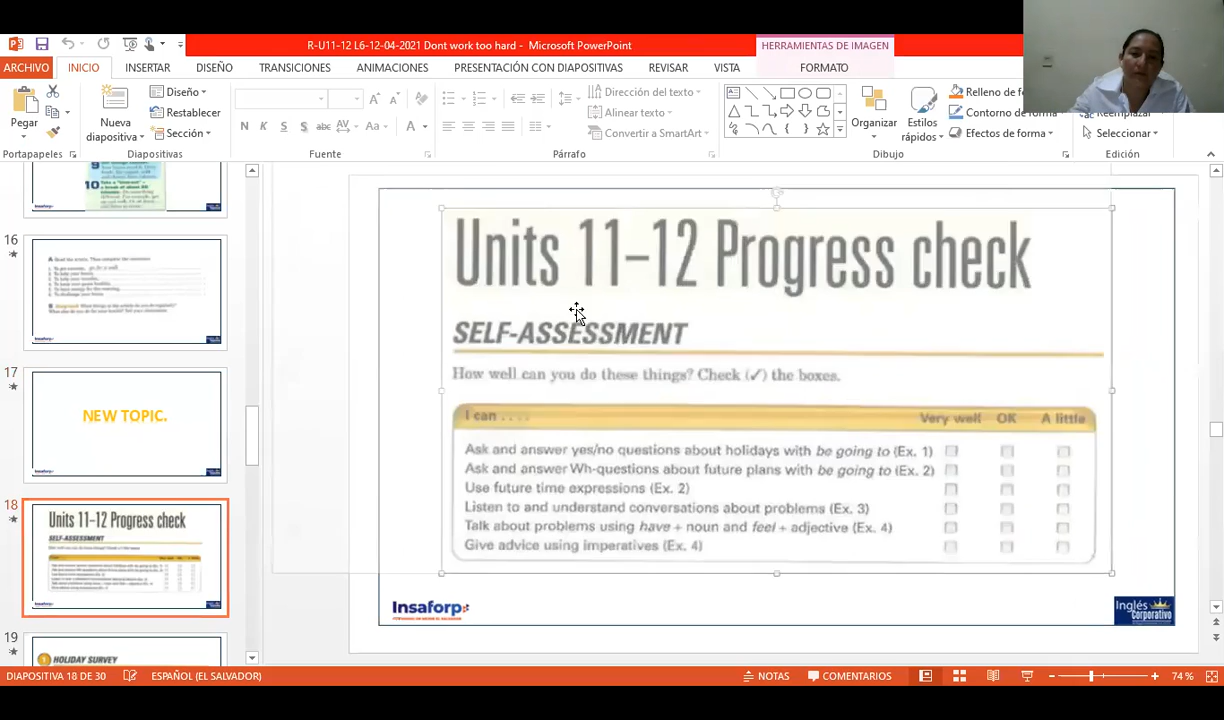 R-U11-12 L6-12-04-2021 Dont work too hard - Microsoft PowerPoint
HERRAMIENTAS DE IMAGEN
ARCHIVO INICIO INSERTAR DISEÑO TRANSICIONES ANIMACIONES PRESENTACIÓN CON DIAPOSITIVAS REVISAR VISTA FORMATO
Pegar
Nueva diapositiva
Diseño
Restablecer
Sección
N K S S abc AV Aa A
Dirección del texto
Alinear texto
Convertir a SmartArt
Organizar
Estilos rápidos
Relleno de
Contorno de
Efectos de formas
Seleccionar
Portapapeles Diapositivas Fuente Párrafo Dibujo Edición
10
16
17
NEW TOPIC.
18
Units 11–12 Progress check
SELF-ASSESSMENT
19
1 HOLIDAY SURVEY
Units 11–12 Progress check
SELF-ASSESSMENT
How well can you do these things? Check (✓) the boxes.
I can . . . . Very well OK A little
Ask and answer yes/no questions about holidays with be going to (Ex. 1)
Ask and answer Wh-questions about future plans with be going to (Ex. 2)
Use future time expressions (Ex. 2)
Listen to and understand conversations about problems (Ex. 3)
Talk about problems using have + noun and feel + adjective (Ex. 4)
Give advice using imperatives (Ex. 4)
Insaforp
Inglés
Corporativo
DIAPOSITIVA 18 DE 30 ESPAÑOL (EL SALVADOR) NOTAS COMENTARIOS 74 %